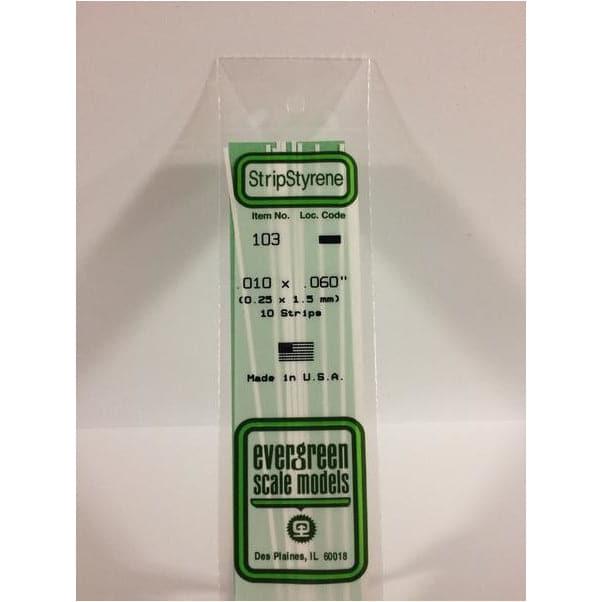 StripStyrene
Item No. Loc. Code
103
.010 x .060"
(0.25 x 1.5 mm)
10 Strips
Made in U.S.A.
evergreen
scale models
Des Plaines, IL 60018